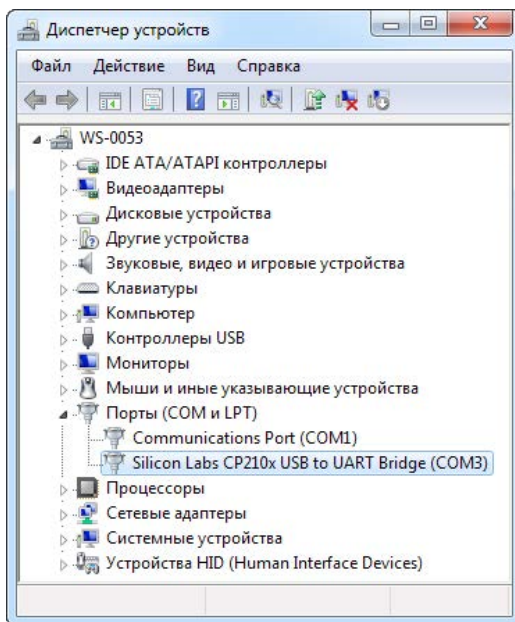 Диспетчер устройств
Файл Действие Вид Справка
WS-0053
IDE ATA/ATAPI контроллеры
Видеоадаптеры
Дисковые устройства
Другие устройства
Звуковые, видео и игровые устройства
Клавиатуры
Компьютер
Контроллеры USB
Мониторы
Мыши и иные указывающие устройства
Порты (COM и LPT)
Communications Port (COM1)
Silicon Labs CP210x USB to UART Bridge (COM3)
Процессоры
Сетевые адаптеры
Системные устройства
Устройства HID (Human Interface Devices)